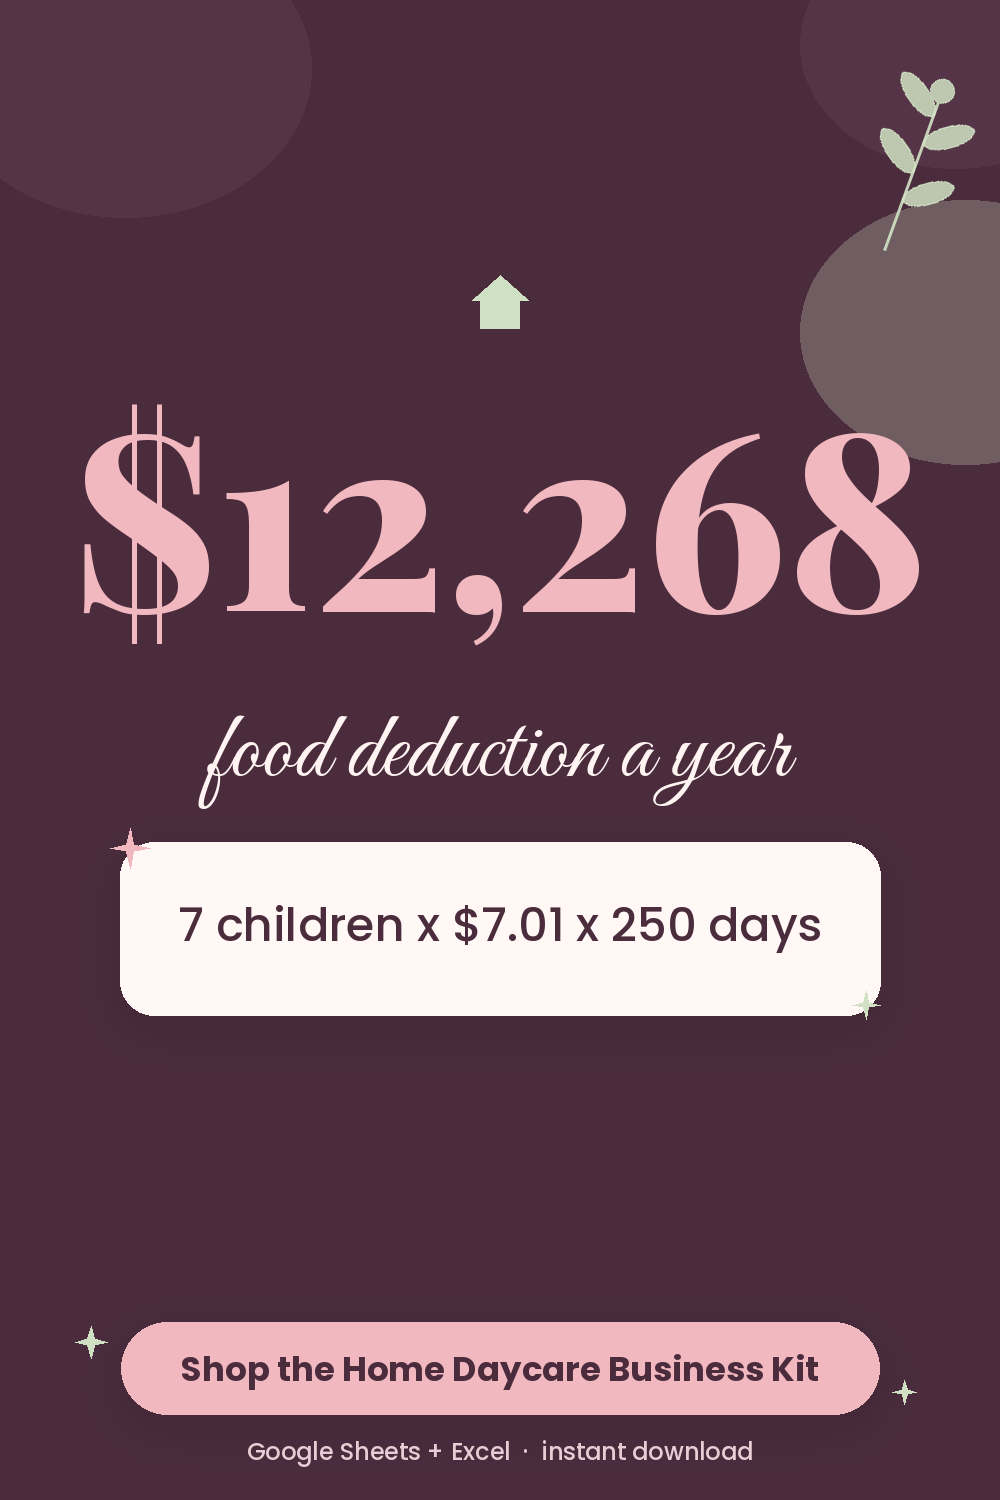 $12,268
food deduction a year
7 children x $7.01 x 250 days
Shop the Home Daycare Business Kit
Google Sheets + Excel · instant download